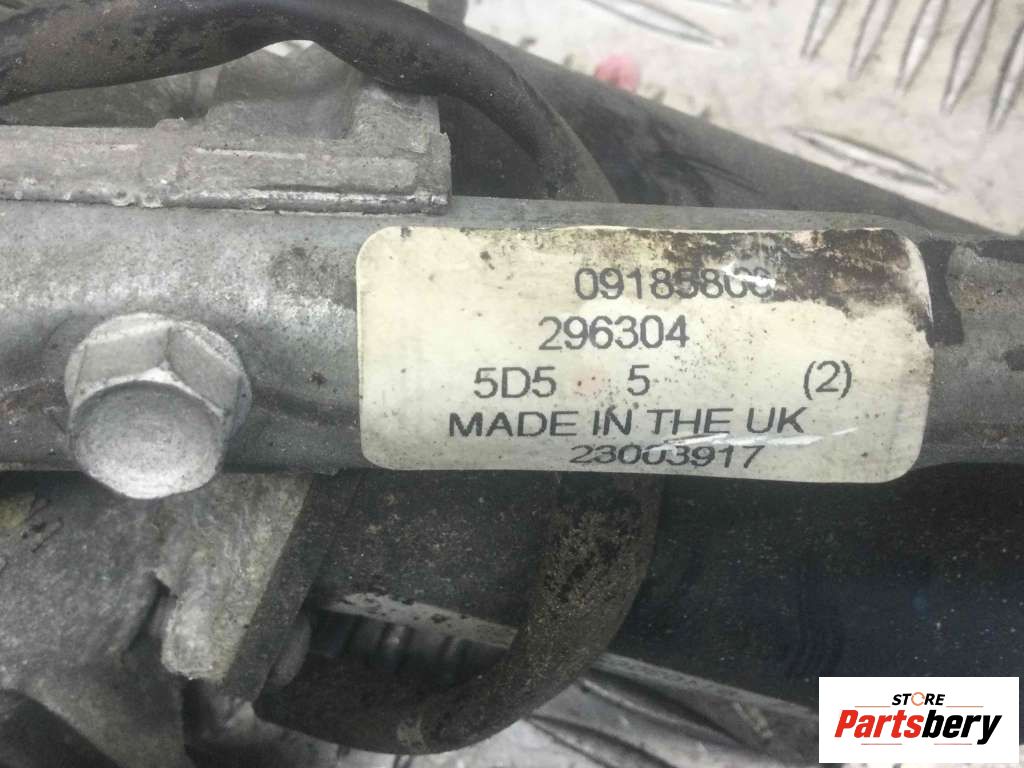 296304
5D5 5 (2)
MADE IN THE UK
23003917
STORE
Partsbery